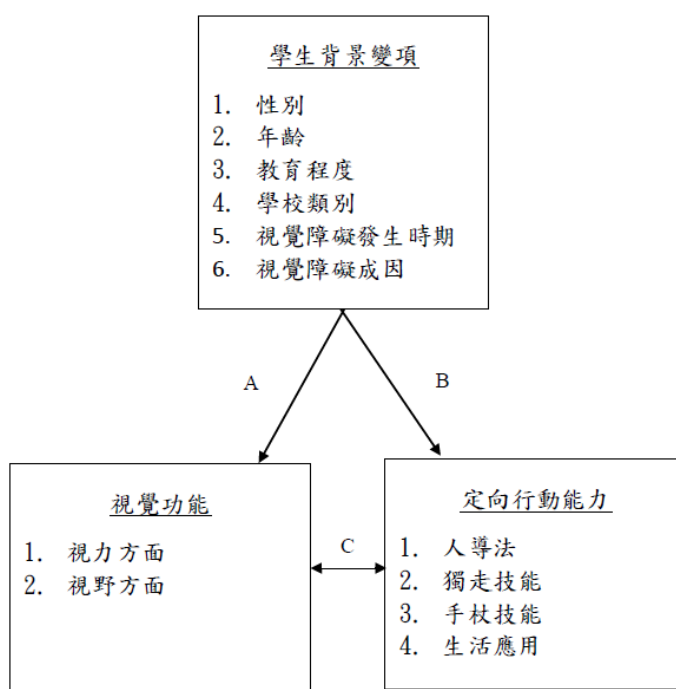 學生背景變項
1. 性別
2. 年齡
3. 教育程度
4. 學校類別
5. 視覺障礙發生時期
6. 視覺障礙成因
A
B
視覺功能
1. 視力方面
2. 視野方面
C
定向行動能力
1. 人導法
2. 獨走技能
3. 手杖技能
4. 生活應用